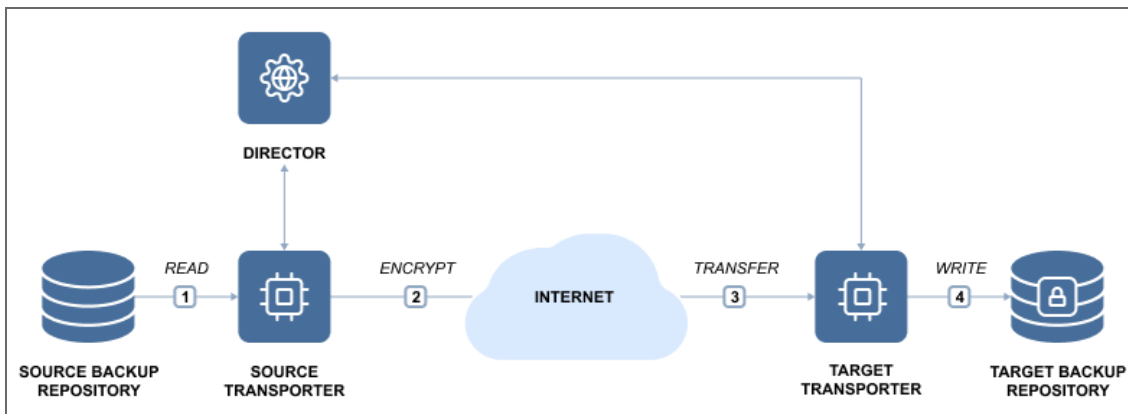 DIRECTOR
READ
ENCRYPT
TRANSFER
WRITE
1
2
INTERNET
3
4
SOURCE BACKUP
REPOSITORY
SOURCE
TRANSPORTER
TARGET
TRANSPORTER
TARGET BACKUP
REPOSITORY